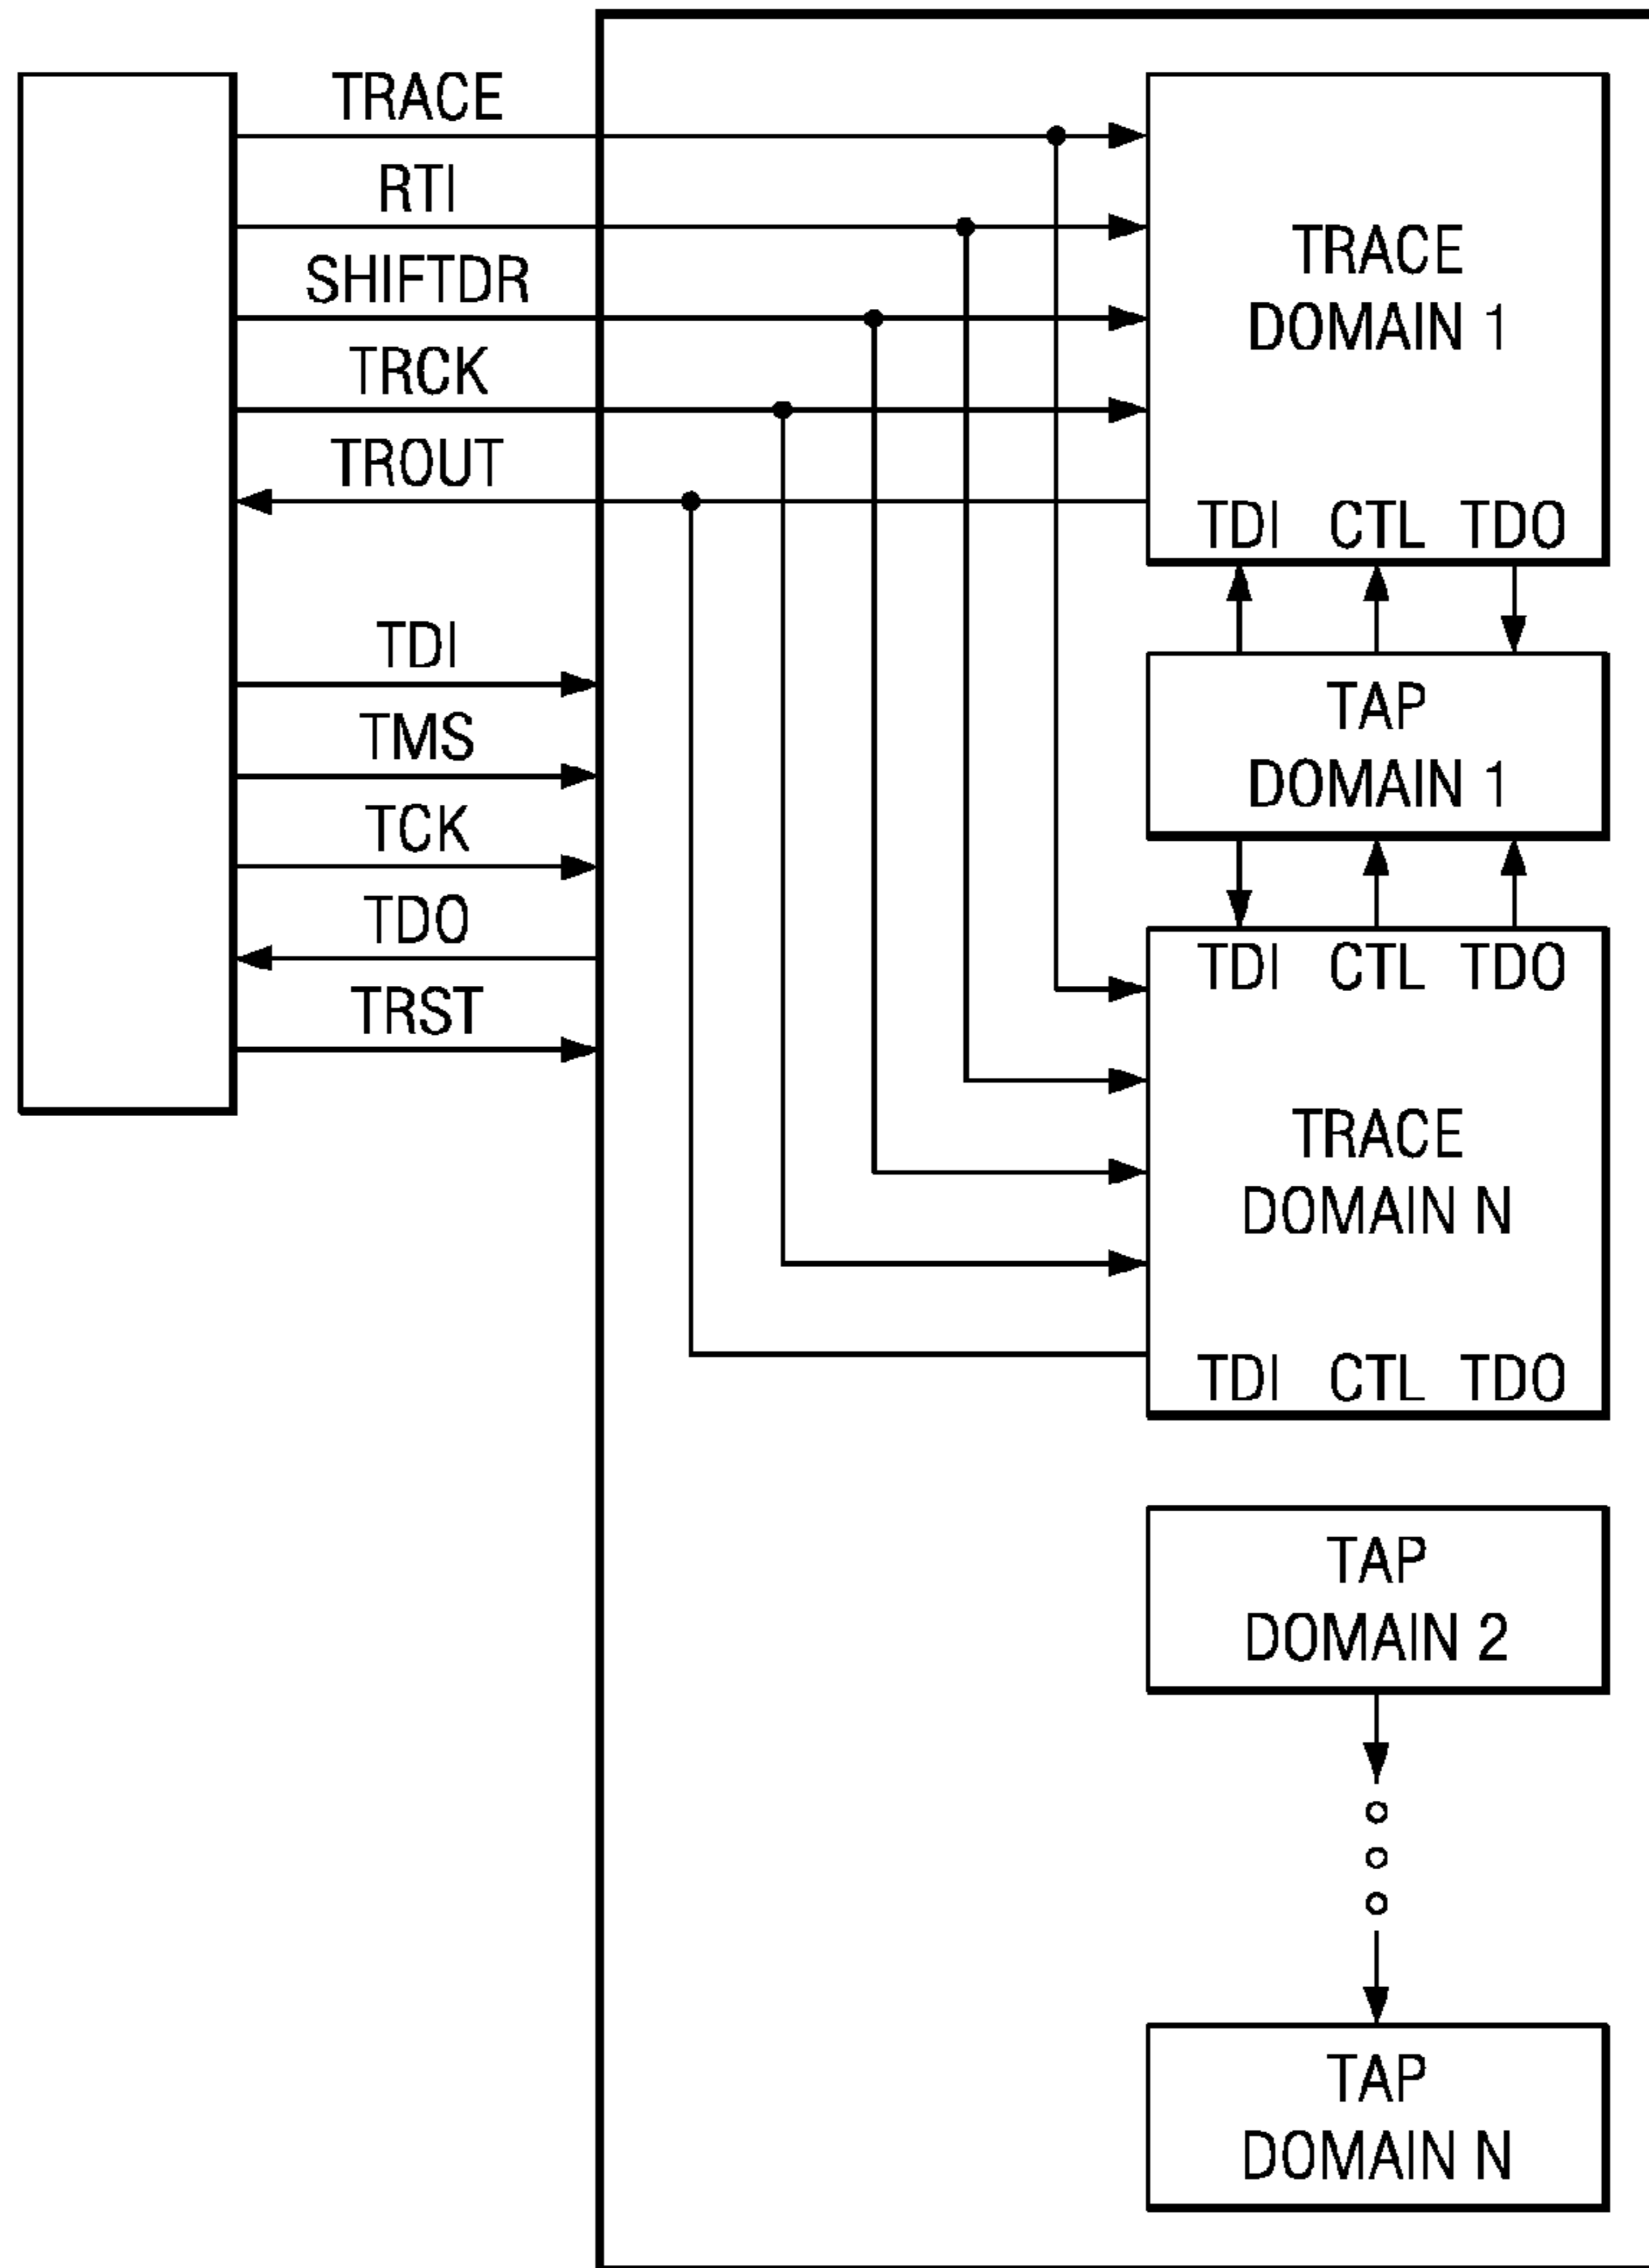 TRACE
RTI
SHIFTDR
TRCK
TROUT
TDI
TMS
TCK
TDO
TRST
TRACE
DOMAIN 1
TDI CTL TDO
TAP
DOMAIN 1
TDI CTL TDO
TRACE
DOMAIN N
TDI CTL TDO
TAP
DOMAIN 2
TAP
DOMAIN N